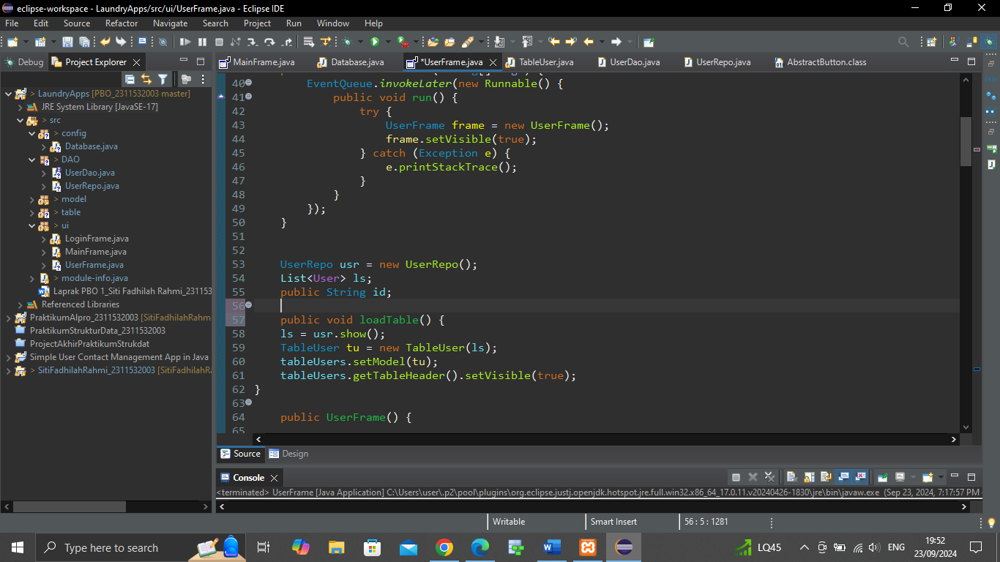 eclipse-workspace - LaundryApps/src/ui/UserFrame.java - Eclipse IDE
File Edit Source Refactor Navigate Search Project Run Window Help
Debug Project Explorer
MainFrame.java Database.java *UserFrame.java TableUser.java UserDao.java UserRepo.java AbstractButton.class
> LaundryApps [PBO_2311532003 master]
JRE System Library [JavaSE-17]
> src
> config
Database.java
> DAO
UserDao.java
UserRepo.java
> model
> table
> ui
LoginFrame.java
MainFrame.java
UserFrame.java
> module-info.java
Laprak PBO 1_Siti Fadhilah Rahmi_231153
Referenced Libraries
PraktikumAlpro_2311532003 [SitiFadhilahRahm
PraktikumStrukturData_2311532003
ProjectAkhirPraktikumStrukdat
Simple User Contact Management App in Java
> SitiFadhilahRahmi_2311532003 [SitiFadhilahRa
40 EventQueue.invokeLater(new Runnable() {
41 public void run() {
42 try {
43 UserFrame frame = new UserFrame();
44 frame.setVisible(true);
45 } catch (Exception e) {
46 e.printStackTrace();
47 }
48 }
49 });
50 }
51
52
53 UserRepo usr = new UserRepo();
54 List<User> ls;
55 public String id;
56
57 public void loadTable() {
58 ls = usr.show();
59 TableUser tu = new TableUser(ls);
60 tableUsers.setModel(tu);
61 tableUsers.getTableHeader().setVisible(true);
62 }
63
64 public UserFrame() {
65
Source Design
Console
<terminated> UserFrame [Java Application] C:\Users\user\.p2\pool\plugins\org.eclipse.justj.openjdk.hotspot.jre.full.win32.x86_64_17.0.11.v20240426-1830\jre\bin\javaw.exe (Sep 23, 2024, 7:17:57 PM
Writable Smart Insert 56 : 5 : 1281
Type here to search
LQ45
ENG
19:52
23/09/2024